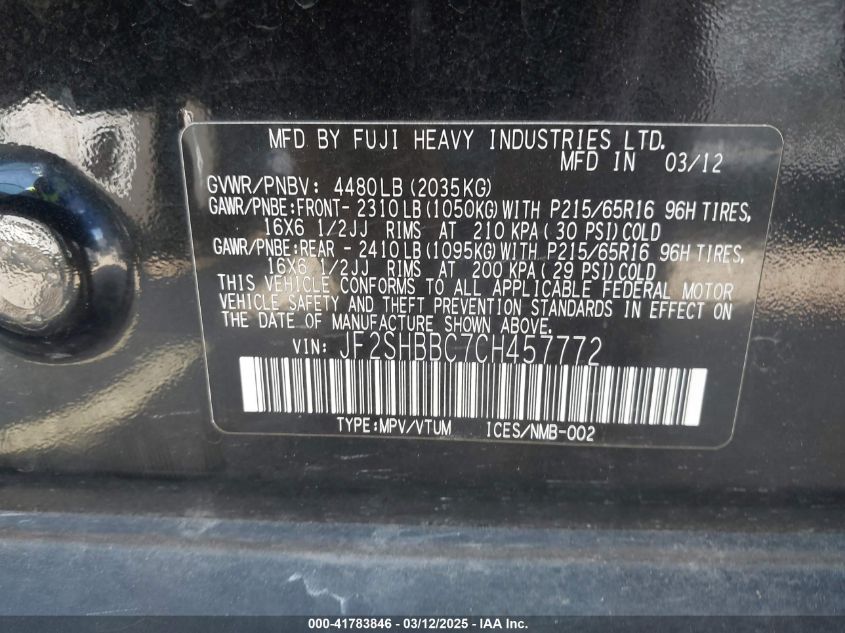 MFD BY FUJI HEAVY INDUSTRIES LTD.
MFD IN 03/12
GVWR/PNBV: 4480LB(2035KG)
GAWR/PNBE:FRONT- 2310LB(1050KG)WITH P215/65R16 96H TIRES,
16X6 1/2JJ RIMS AT 210 KPA(30 PSI)COLD
GAWR/PNBE:REAR - 2410LB(1095KG)WITH P215/65R16 96H TIRES,
16X6 1/2JJ RIMS AT 200 KPA(29 PSI)COLD
THIS VEHICLE CONFORMS TO ALL APPLICABLE FEDERAL MOTOR
VEHICLE SAFETY AND THEFT PREVENTION STANDARDS IN EFFECT ON
THE DATE OF MANUFACTURE SHOWN ABOVE.
VIN: JF2SHBBC7CH457772
TYPE:MPV/VTUM ICES/NMB-002
000-41783846 - 03/12/2025 - IAA Inc.